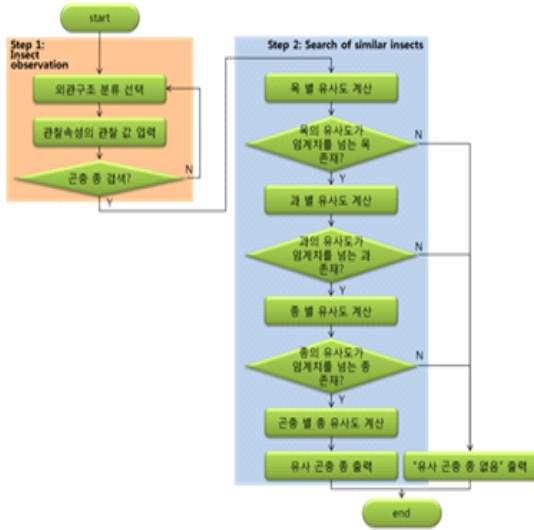 start
Step 1:
Insect
observation
외관구조 분류 선택
관찰속성의 관찰 값 입력
곤충 종 검색?
N
Y
Step 2: Search of similar insects
목 별 유사도 계산
목의 유사도가
임계치를 넘는 목
존재?
N
Y
과 별 유사도 계산
과의 유사도가
임계치를 넘는 과
존재?
N
Y
종 별 유사도 계산
종의 유사도가
임계치를 넘는 종
존재?
N
Y
곤충 별 종 유사도 계산
유사 곤충 종 출력
"유사 곤충 종 없음" 출력
end